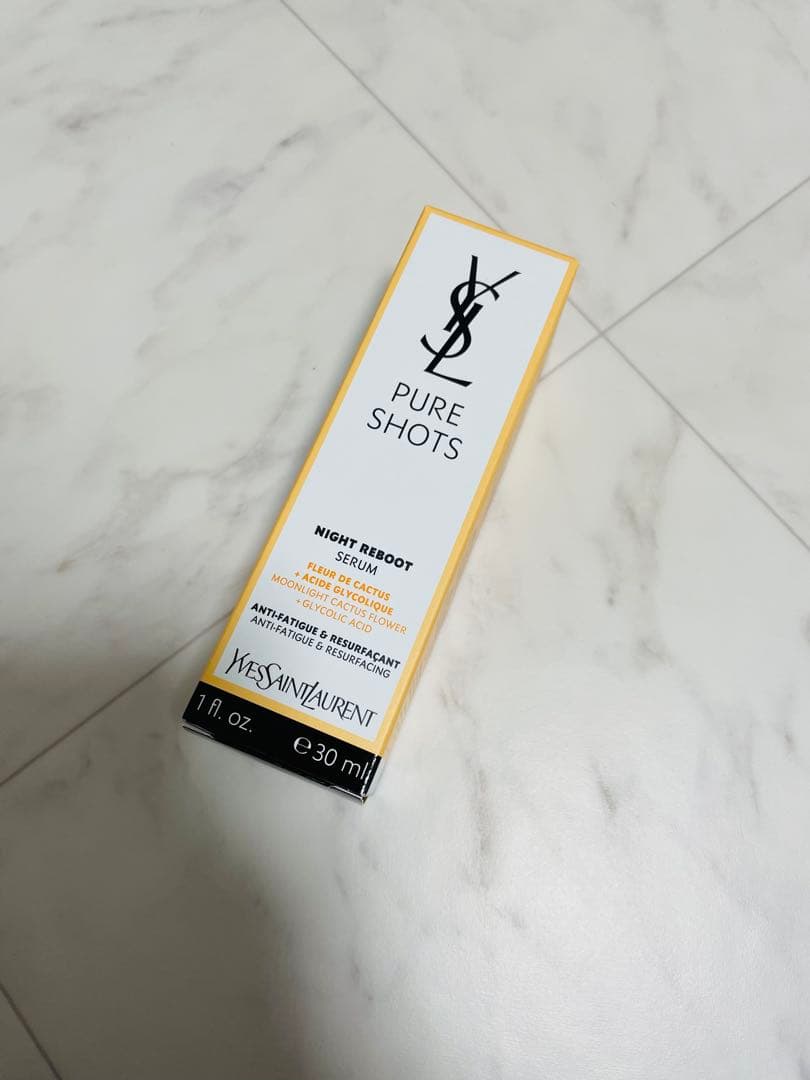 YSL
PURE
SHOTS
NIGHT REBOOT
SERUM
FLEUR DE CACTUS
+ ACIDE GLYCOLIQUE
MOONLIGHT CACTUS FLOWER
+ GLYCOLIC ACID
ANTI-FATIGUE & RESURFAÇANT
ANTI-FATIGUE & RESURFACING
YVESSAINTLAURENT
1 fl. oz. ℮30 ml